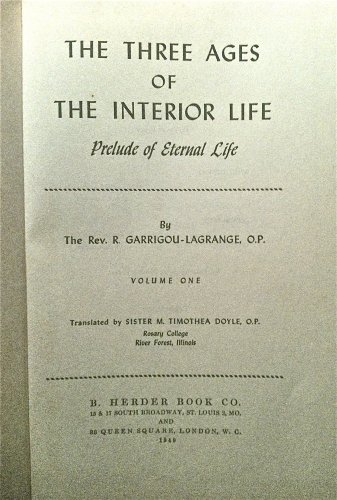 THE THREE AGES
OF
THE INTERIOR LIFE
Prelude of Eternal Life
By
The Rev. R. GARRIGOU-LAGRANGE, O.P.
VOLUME ONE
Translated by SISTER M. TIMOTHEA DOYLE, O.P.
Rosary College
River Forest, Illinois
B. HERDER BOOK CO.
15 & 17 SOUTH BROADWAY, ST. LOUIS 2, MO.
AND
33 QUEEN SQUARE, LONDON, W. C.